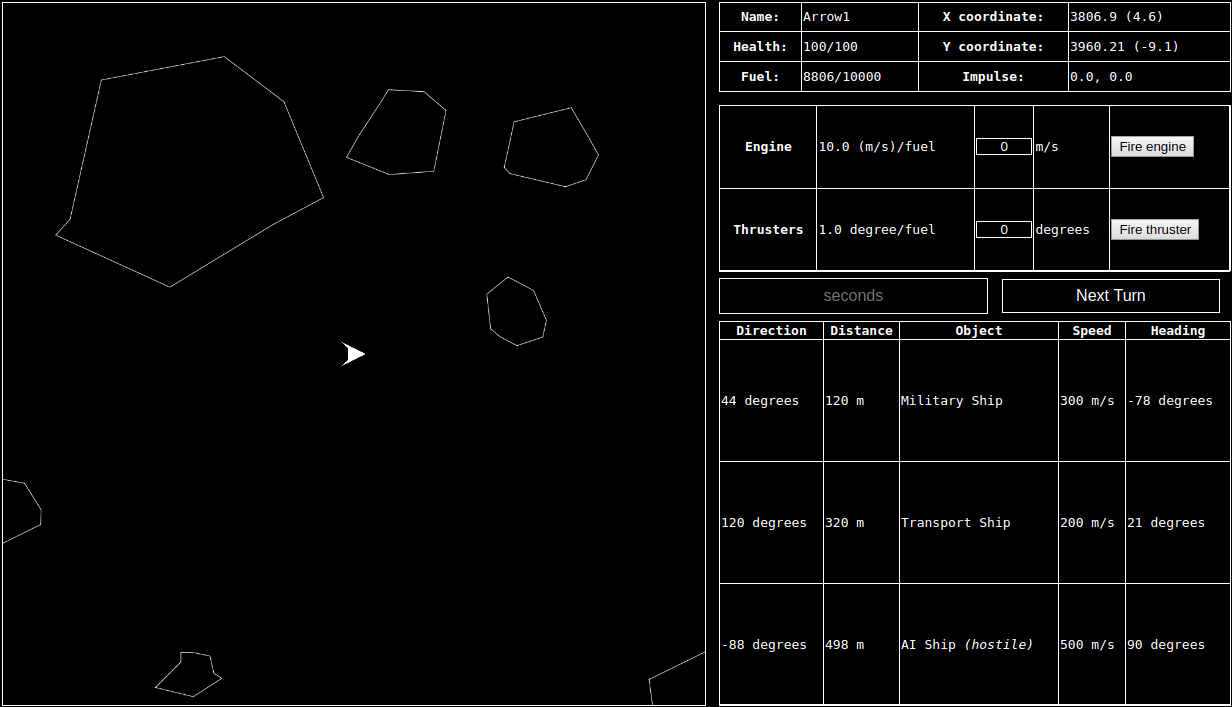 Name: Arrow1 X coordinate: 3806.9 (4.6)
Health: 100/100 Y coordinate: 3960.21 (-9.1)
Fuel: 8806/10000 Impulse: 0.0, 0.0
Engine 10.0 (m/s)/fuel 0 m/s Fire engine
Thrusters 1.0 degree/fuel 0 degrees Fire thruster
seconds Next Turn
Direction Distance Object Speed Heading
44 degrees 120 m Military Ship 300 m/s -78 degrees
120 degrees 320 m Transport Ship 200 m/s 21 degrees
-88 degrees 498 m AI Ship (hostile) 500 m/s 90 degrees